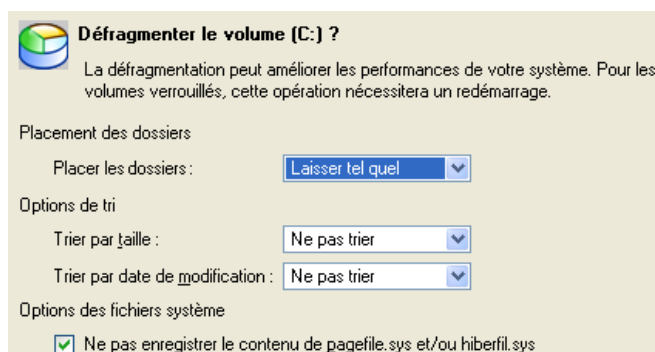 Défragmenter le volume (C:) ?
La défragmentation peut améliorer les performances de votre système. Pour les
volumes verrouillés, cette opération nécessitera un redémarrage.
Placement des dossiers
Placer les dossiers : Laisser tel quel
Options de tri
Trier par taille : Ne pas trier
Trier par date de modification : Ne pas trier
Options des fichiers système
Ne pas enregistrer le contenu de pagefile.sys et/ou hiberfil.sys